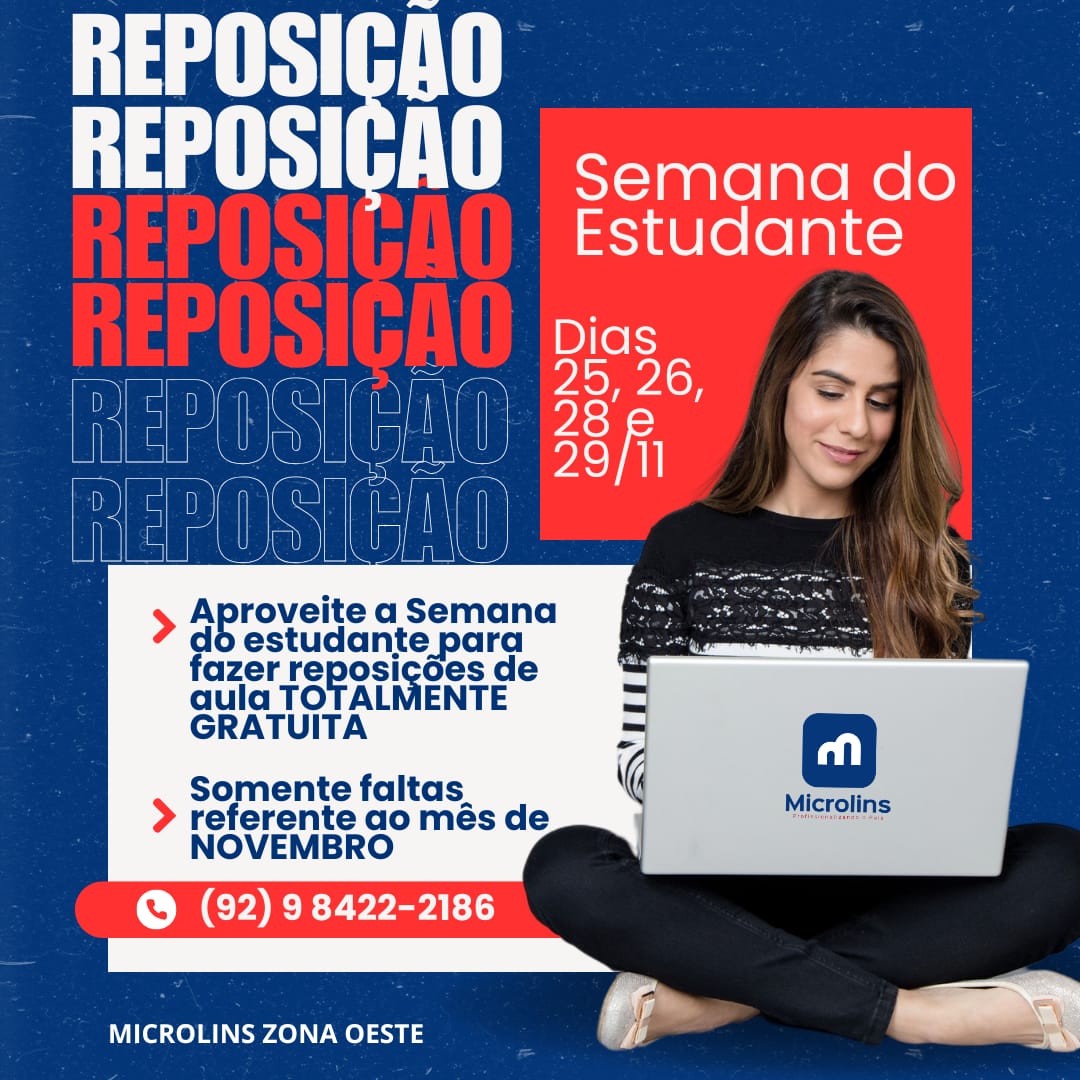 REPOSIÇÃO
REPOSIÇÃO
REPOSIÇÃO
REPOSIÇÃO
REPOSIÇÃO
REPOSIÇÃO
Semana do
Estudante
Dias
25, 26,
28 e
29/11
Aproveite a Semana
do estudante para
fazer reposições de
aula TOTALMENTE
GRATUITA
Somente faltas
referente ao mês de
NOVEMBRO
(92) 9 8422-2186
Microlins
Profissionalizando o País
MICROLINS ZONA OESTE